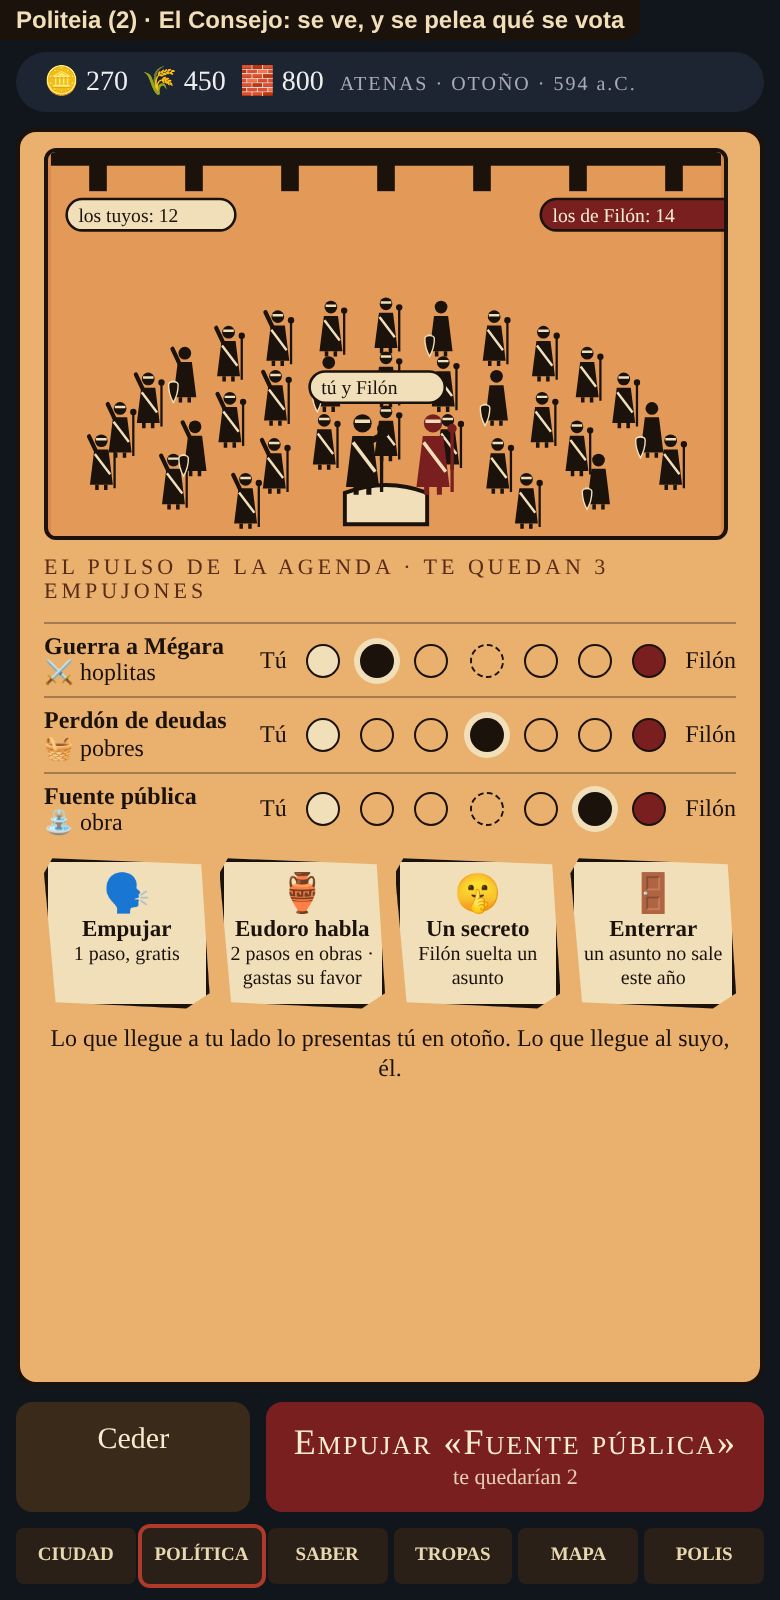 Politeia (2) · El Consejo: se ve, y se pelea qué se vota
270 450 800 ATENAS · OTOÑO · 594 a.C.
los tuyos: 12
los de Filón: 14
tú y Filón
EL PULSO DE LA AGENDA · TE QUEDAN 3
EMPUJONES
Guerra a Mégara
hoplitas
Tú
Filón
Perdón de deudas
pobres
Tú
Filón
Fuente pública
obra
Tú
Filón
Empujar
1 paso, gratis
Eudoro habla
2 pasos en obras ·
gastas su favor
Un secreto
Filón suelta un
asunto
Enterrar
un asunto no sale
este año
Lo que llegue a tu lado lo presentas tú en otoño. Lo que llegue al suyo,
él.
Ceder
Empujar «Fuente pública»
te quedarían 2
CIUDAD
POLÍTICA
SABER
TROPAS
MAPA
POLIS